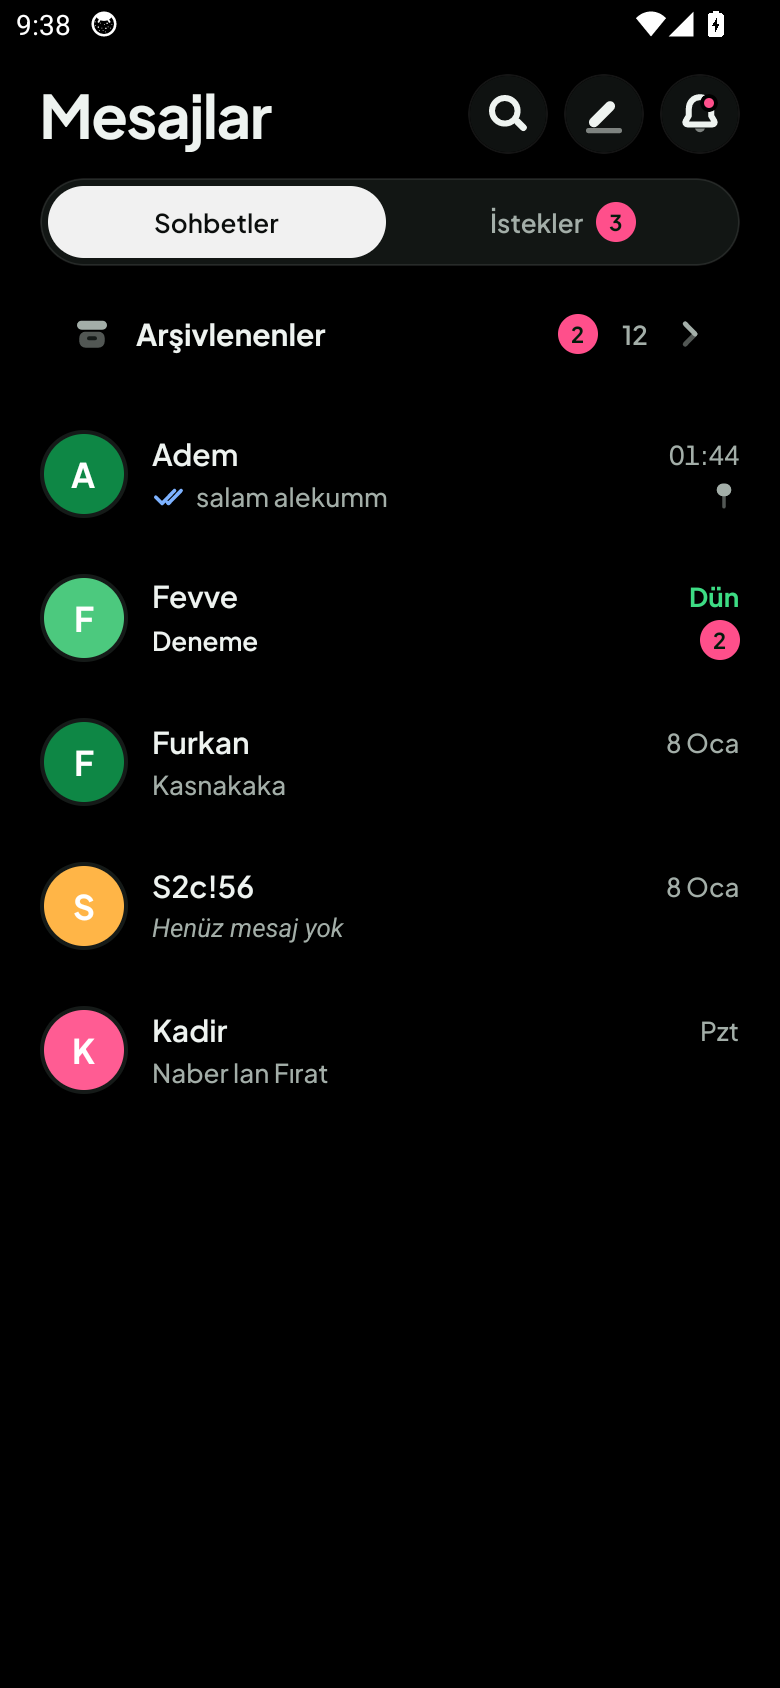 9:38
Mesajlar
Sohbetler
İstekler 3
Arşivlenenler 2 12
A
Adem 01:44
salam alekumm
F
Fevve Dün
Deneme 2
F
Furkan 8 Oca
Kasnakaka
S
S2c!56 8 Oca
Henüz mesaj yok
K
Kadir Pzt
Naber lan Fırat